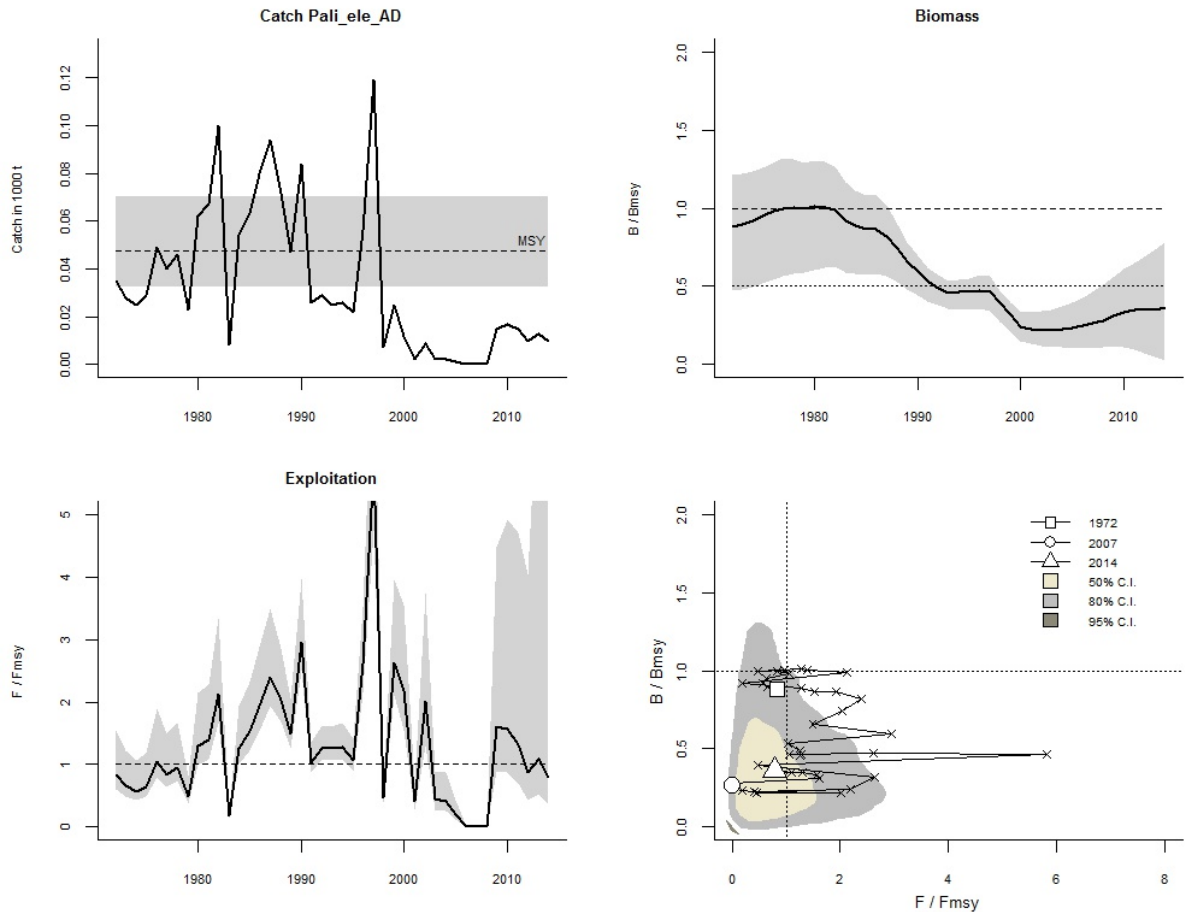 Catch Pali_ele_AD
Catch in 1000 t
0.12
0.10
0.08
0.06
0.04
0.02
0.00
MSY
1980 1990 2000 2010
Biomass
B / Bmsy
2.0
1.5
1.0
0.5
0.0
1980 1990 2000 2010
Exploitation
F / Fmsy
5
4
3
2
1
0
1980 1990 2000 2010
B / Bmsy
2.0
1.5
1.0
0.5
0.0
1972
2007
2014
50% C.I.
80% C.I.
95% C.I.
0 2 4 6 8
F / Fmsy